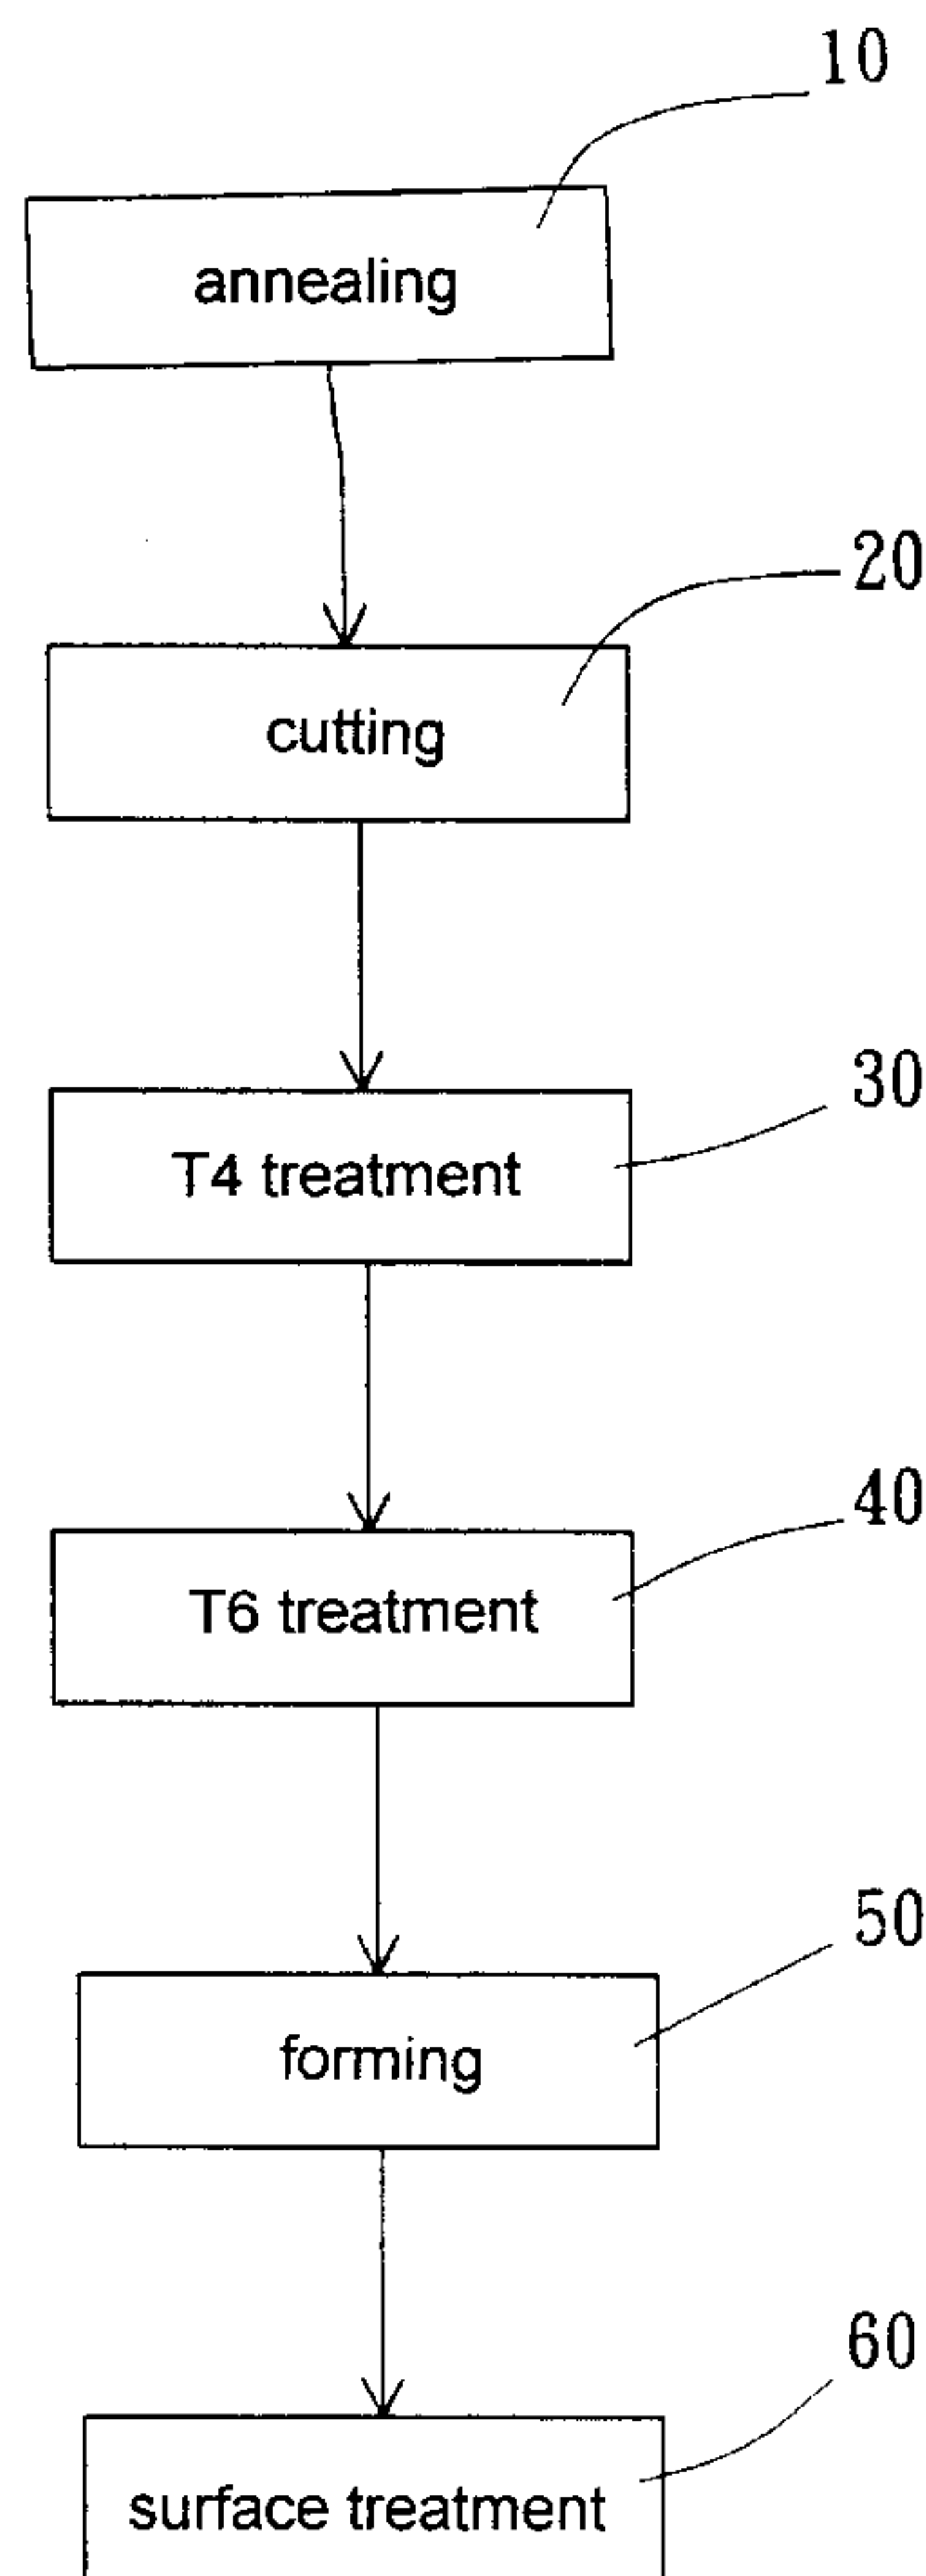 10
annealing
20
cutting
30
T4 treatment
40
T6 treatment
50
forming
60
surface treatment